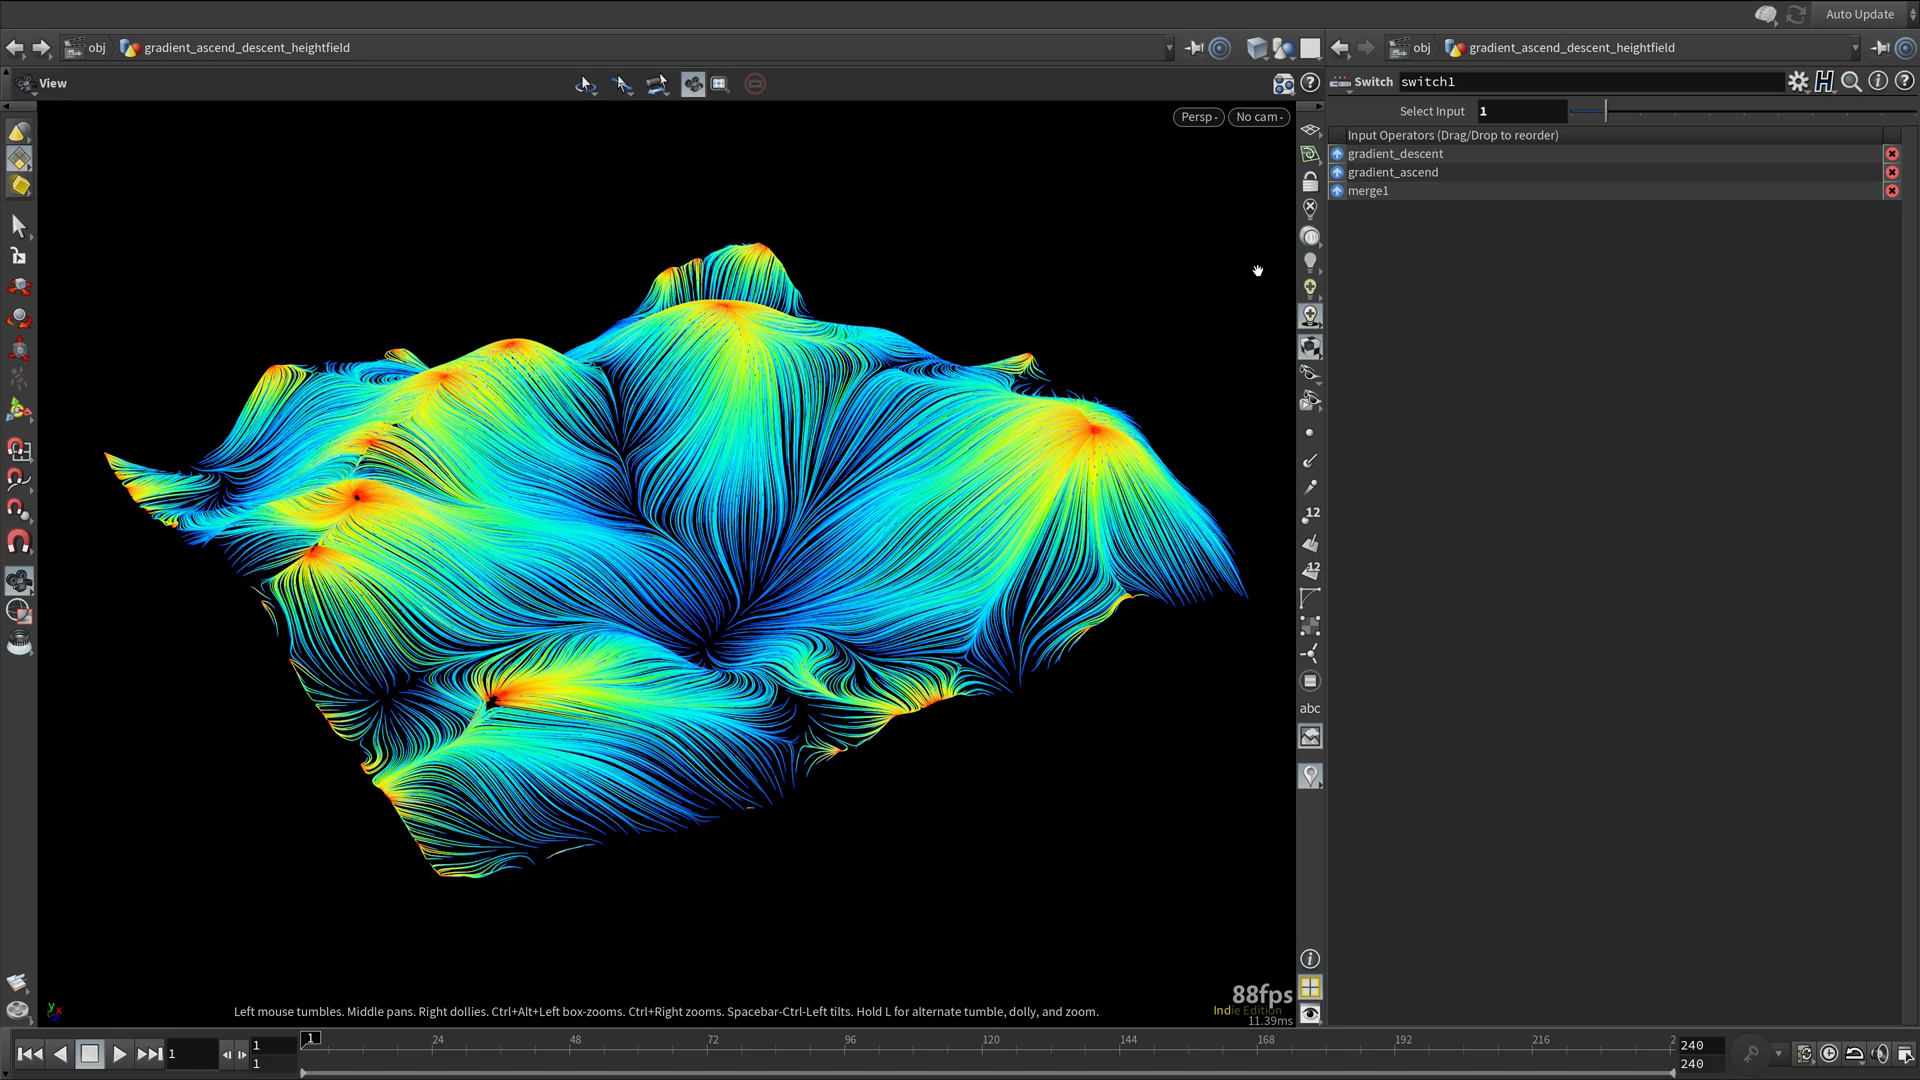 Auto Update
obj gradient_ascend_descent_heightfield
obj gradient_ascend_descent_heightfield
View
Switch switch1
Persp No cam
Select Input 1
Input Operators (Drag/Drop to reorder)
gradient_descent
gradient_ascend
merge1
12
12
abc
88fps
Indie Edition
11.39ms
Left mouse tumbles. Middle pans. Right dollies. Ctrl+Alt+Left box-zooms. Ctrl+Right zooms. Spacebar-Ctrl-Left tilts. Hold L for alternate tumble, dolly, and zoom.
y x
1 1 1 24 48 72 96 120 144 168 192 216 2 240
1 240